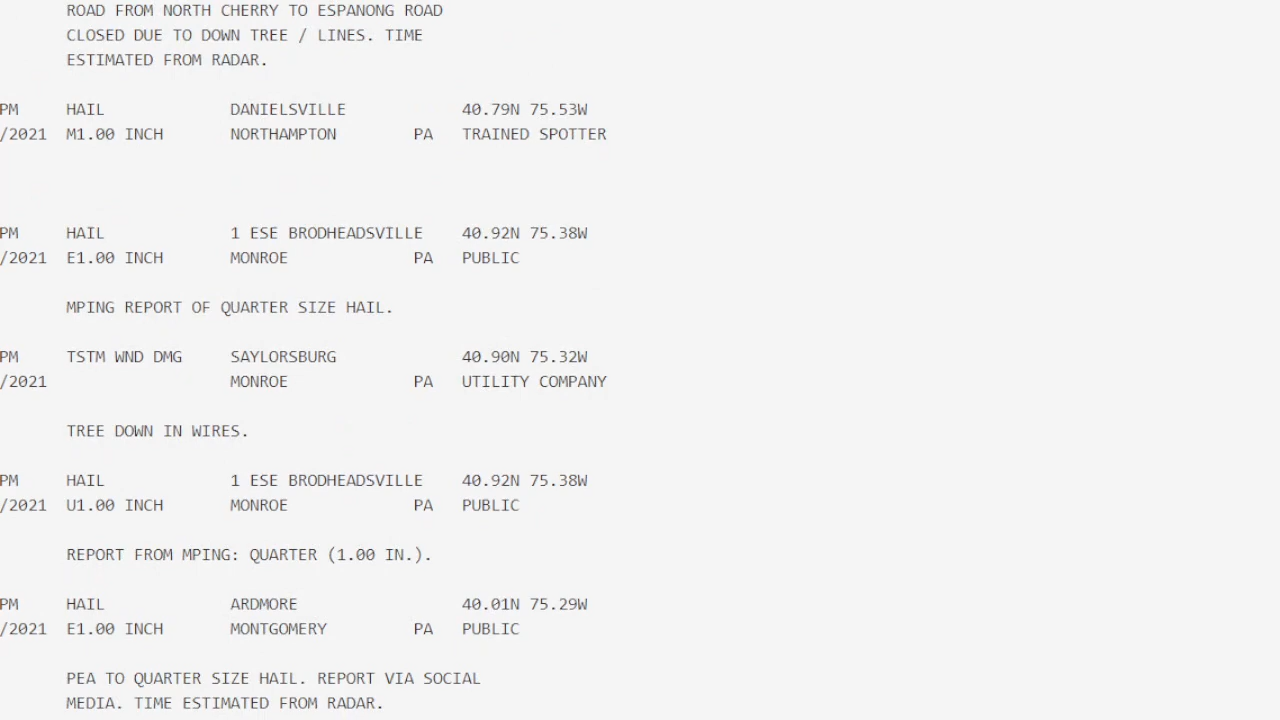 ROAD FROM NORTH CHERRY TO ESPANONG ROAD
CLOSED DUE TO DOWN TREE / LINES. TIME
ESTIMATED FROM RADAR.
PM HAIL DANIELSVILLE 40.79N 75.53W
/2021 M1.00 INCH NORTHAMPTON PA TRAINED SPOTTER
PM HAIL 1 ESE BRODHEADSVILLE 40.92N 75.38W
/2021 E1.00 INCH MONROE PA PUBLIC
MPING REPORT OF QUARTER SIZE HAIL.
PM TSTM WND DMG SAYLORSBURG 40.90N 75.32W
/2021 MONROE PA UTILITY COMPANY
TREE DOWN IN WIRES.
PM HAIL 1 ESE BRODHEADSVILLE 40.92N 75.38W
/2021 U1.00 INCH MONROE PA PUBLIC
REPORT FROM MPING: QUARTER (1.00 IN.).
PM HAIL ARDMORE 40.01N 75.29W
/2021 E1.00 INCH MONTGOMERY PA PUBLIC
PEA TO QUARTER SIZE HAIL. REPORT VIA SOCIAL
MEDIA. TIME ESTIMATED FROM RADAR.